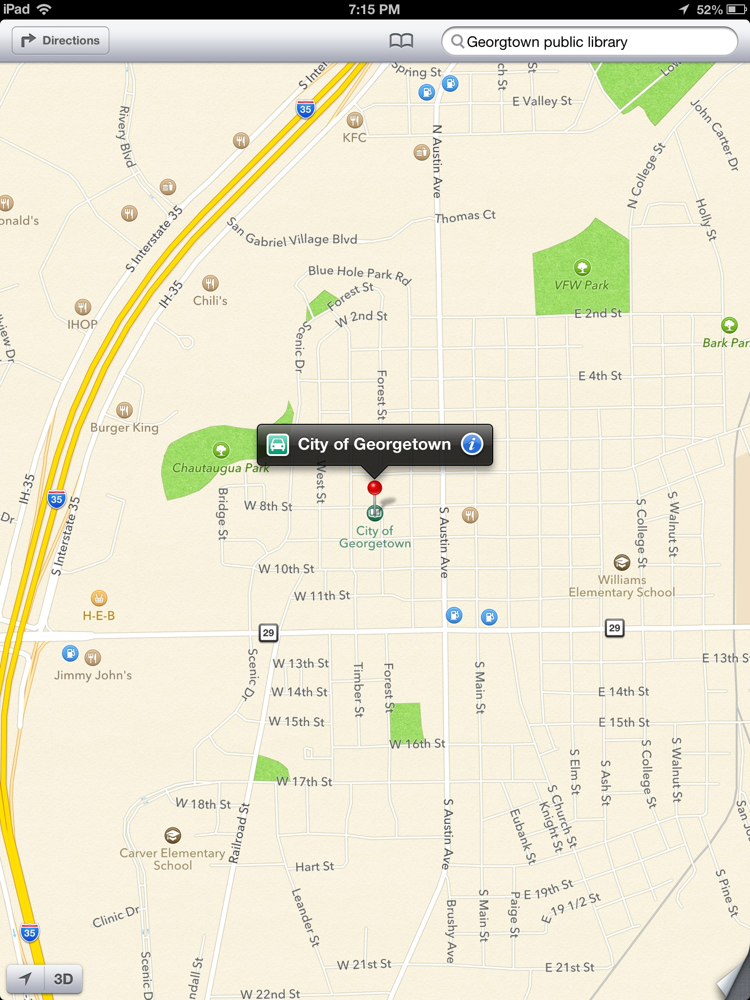 iPad
7:15 PM
52%
Directions
Georgtown public library
Spring St
S Inter
ch St
St
Low
E Valley St
35
John Carter Dr
Rivery Blvd
KFC
N Austin Ave
N College St
Holly St
onald's
S Interstate 35
San Gabriel Village Blvd
Thomas Ct
Blue Hole Park Rd
Forest St
VFW Park
IH-35
Chili's
W 2nd St
E 2nd St
IHOP
llview Dr
Scenic Dr
Bark Par
E 4th St
Forest St
Burger King
City of Georgetown
i
Chautaugua Park
West St
IH-35
35
S Interstate 35
Dr
Bridge St
W 8th St
S Austin Ave
S College St
S Walnut St
City of
Georgetown
W 10th St
Williams
Elementary School
W 11th St
H-E-B
29
29
Jimmy John's
Scenic Dr
W 13th St
Timber St
Forest St
S Main St
E 13th St
W 14th St
E 14th St
W 15th St
E 15th St
W 16th St
S Elm St
S Ash St
S College St
S Walnut St
W 17th St
W 18th St
Railroad St
S Austin Ave
Eubank St
Knight St
S Church St
San Jos
Carver Elementary
School
Hart St
S Pine St
E 19th St
E 19 1/2 St
Leander St
Brushy Ave
S Main St
Paige St
Clinic Dr
35
Scenic D
ndall St
W 21st St
E 21st St
3D
W 22nd St